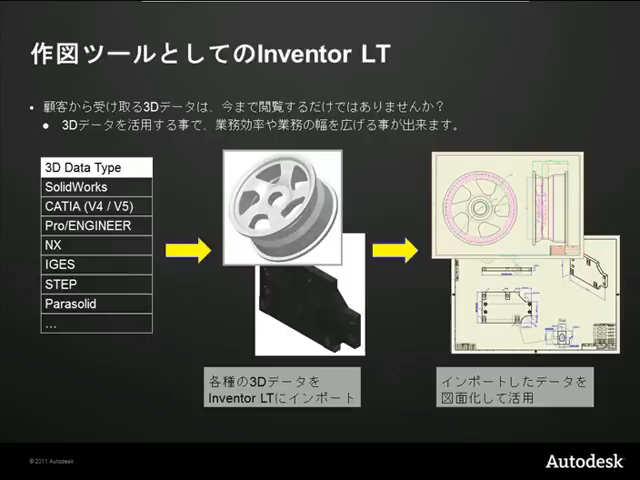 作図ツールとしてのInventor LT
▪ 顧客から受け取る3Dデータは、今まで閲覧するだけではありませんか？
● 3Dデータを活用する事で、業務効率や業務の幅を広げる事が出来ます。
3D Data Type
SolidWorks
CATIA (V4 / V5)
Pro/ENGINEER
NX
IGES
STEP
Parasolid
…
各種の3Dデータを
Inventor LTにインポート
インポートしたデータを
図面化して活用
© 2011 Autodesk
Autodesk